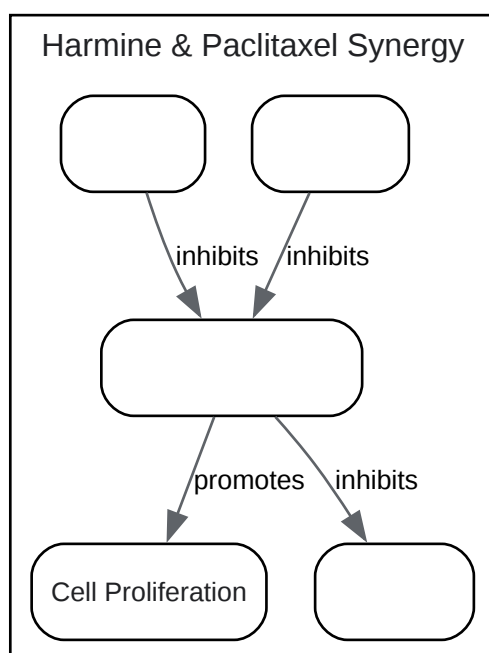 Harmine & Paclitaxel Synergy
inhibits
inhibits
promotes
inhibits
Cell Proliferation